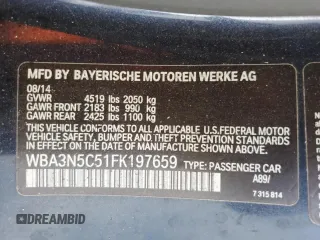 MFD BY BAYERISCHE MOTOREN WERKE AG
08/14
GVWR 4519 lbs 2050 kg
GAWR FRONT 2183 lbs 990 kg
GAWR REAR 2425 lbs 1100 kg
THIS VEHICLE CONFORMS TO ALL APPLICABLE U.S. FEDERAL
MOTOR VEHICLE SAFETY, BUMPER, AND THEFT PREVENTION
STANDARDS IN EFFECT ON THE DATE OF MANUFACTURE
SHOWN ABOVE.
WBA3N5C51FK197659 TYPE: PASSENGER CAR
A89/
7 315 814
DREAMBID.COM